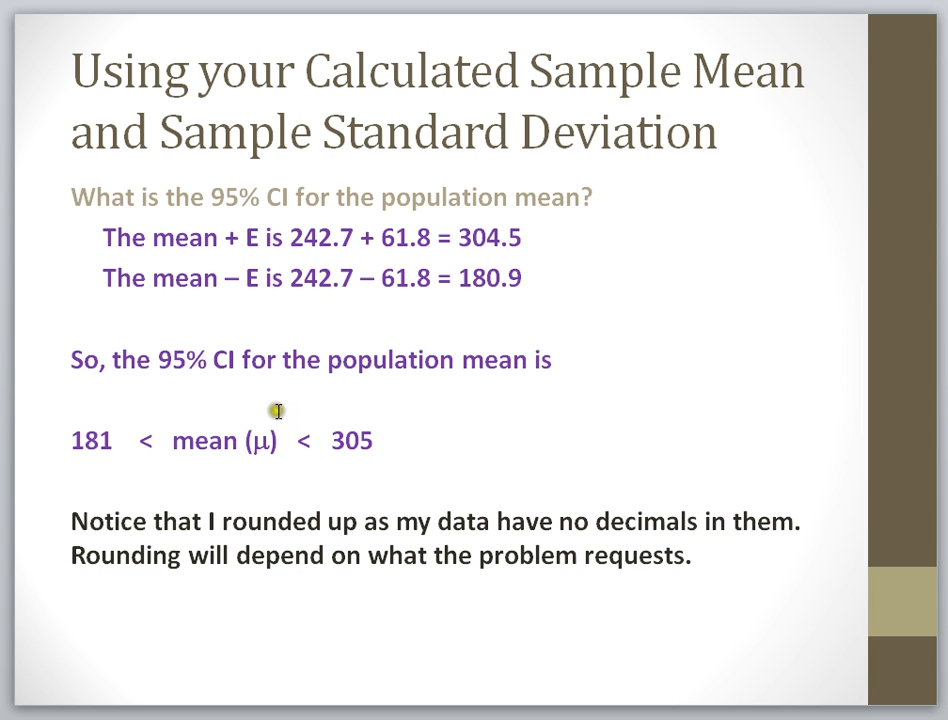 Using your Calculated Sample Mean
and Sample Standard Deviation
What is the 95% CI for the population mean?
The mean + E is 242.7 + 61.8 = 304.5
The mean – E is 242.7 – 61.8 = 180.9
So, the 95% CI for the population mean is
181 < mean (μ) < 305
Notice that I rounded up as my data have no decimals in them.
Rounding will depend on what the problem requests.